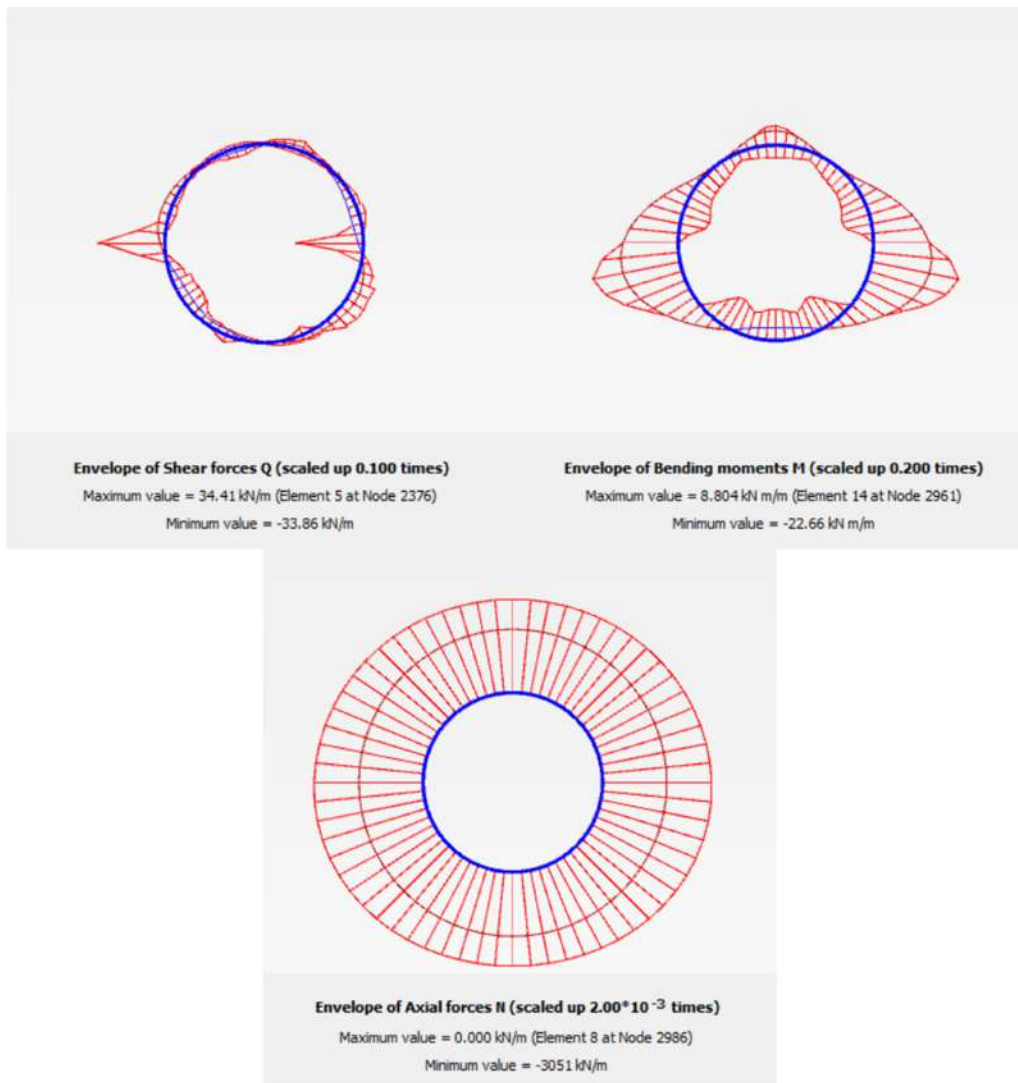 Envelope of Shear forces Q (scaled up 0.100 times)
Maximum value = 34.41 kN/m (Element 5 at Node 2376)
Minimum value = -33.86 kN/m
Envelope of Bending moments M (scaled up 0.200 times)
Maximum value = 8.804 kN m/m (Element 14 at Node 2961)
Minimum value = -22.66 kN m/m
Envelope of Axial forces N (scaled up 2.00*10 -3 times)
Maximum value = 0.000 kN/m (Element 8 at Node 2986)
Minimum value = -3051 kN/m